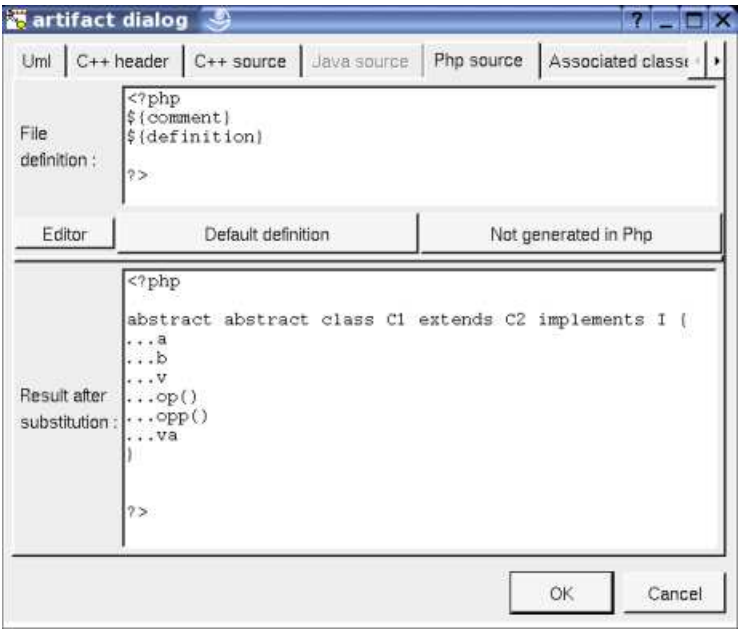 artifact dialog
Uml C++ header C++ source Java source Php source Associated classe
File definition :
<?php
${comment}
${definition}
?>
Editor Default definition Not generated in Php
Result after substitution :
<?php
abstract abstract class C1 extends C2 implements I {
...a
...b
...v
...op()
...opp()
...va
}
?>
OK Cancel